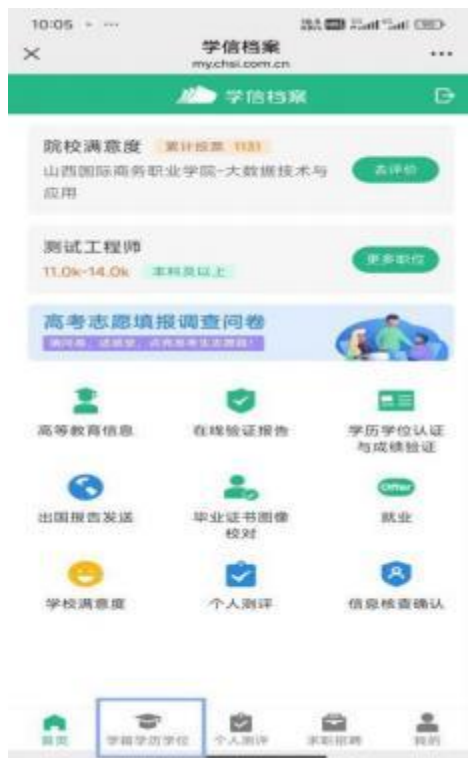 10:05
学信档案
my.chsi.com.cn
学信档案
院校满意度 累计投票 1131
山西国际商务职业学院-大数据技术与
应用
去评价
测试工程师
11.0k-14.0k 本科及以上
更多职位
高考志愿填报调查问卷
高等教育信息 在线验证报告 学历学位认证
与成绩验证
出国报告发送 毕业证书图像
校对
Offer
就业
学校满意度 个人测评 信息核查确认
首页 学籍学历学位 个人测评 求职招聘 我的